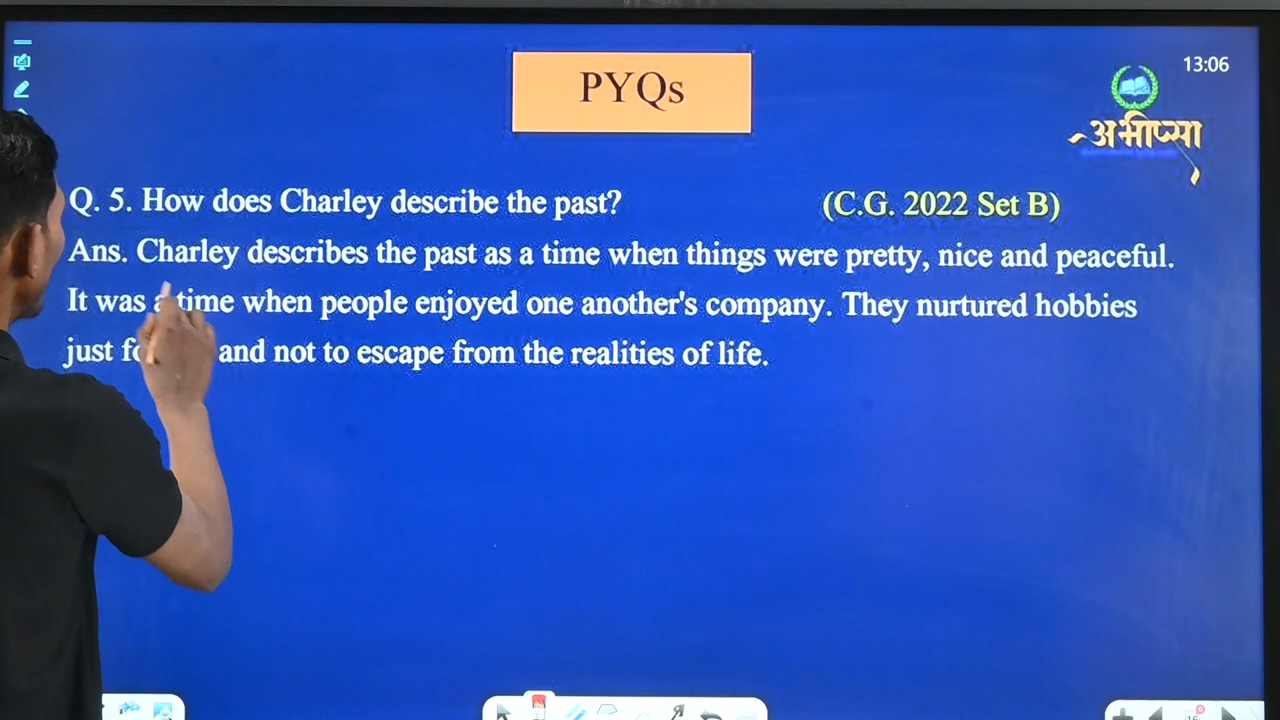 PYQs
13:06
अभीप्सा
Q. 5. How does Charley describe the past? (C.G. 2022 Set B)
Ans. Charley describes the past as a time when things were pretty, nice and peaceful.
It was a time when people enjoyed one another's company. They nurtured hobbies
just and not to escape from the realities of life.